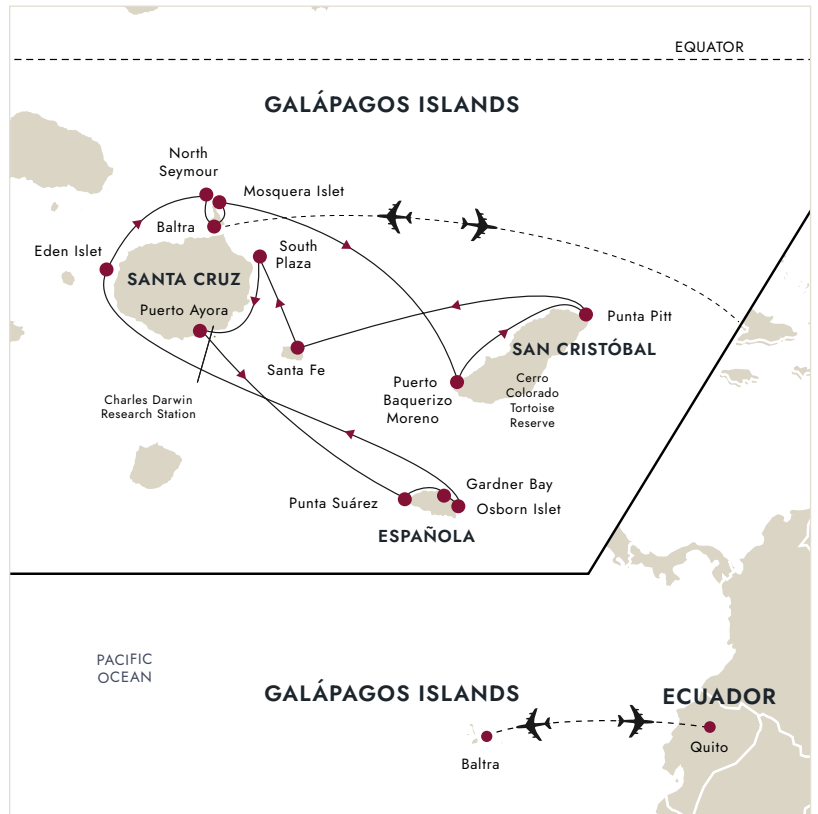 EQUATOR
GALÁPAGOS ISLANDS
North
Seymour
Mosquera Islet
Baltra
South
Plaza
Eden Islet
SANTA CRUZ
Puerto Ayora
Punta Pitt
SAN CRISTÓBAL
Santa Fe
Puerto
Baquerizo
Moreno
Cerro
Colorado
Tortoise
Reserve
Charles Darwin
Research Station
Gardner Bay
Punta Suárez
Osborn Islet
ESPAÑOLA
PACIFIC
OCEAN
GALÁPAGOS ISLANDS
ECUADOR
Quito
Baltra